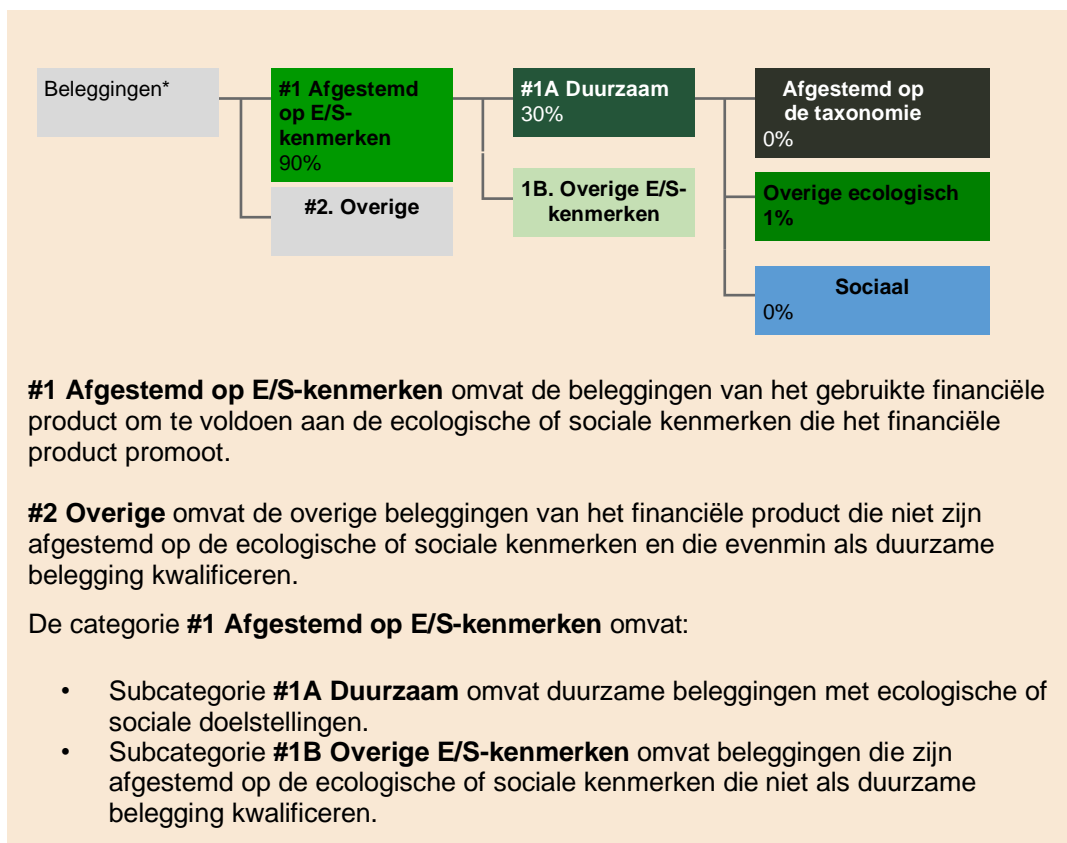 Beleggingen*
#1 Afgestemd
op E/S-
kenmerken
90%
#2. Overige
#1A Duurzaam
30%
1B. Overige E/S-
kenmerken
Afgestemd op
de taxonomie
0%
Overige ecologisch
1%
Sociaal
0%
#1 Afgestemd op E/S-kenmerken omvat de beleggingen van het gebruikte financiële
product om te voldoen aan de ecologische of sociale kenmerken die het financiële
product promoot.
#2 Overige omvat de overige beleggingen van het financiële product die niet zijn
afgestemd op de ecologische of sociale kenmerken en die evenmin als duurzame
belegging kwalificeren.
De categorie #1 Afgestemd op E/S-kenmerken omvat:
• Subcategorie #1A Duurzaam omvat duurzame beleggingen met ecologische of
sociale doelstellingen.
• Subcategorie #1B Overige E/S-kenmerken omvat beleggingen die zijn
afgestemd op de ecologische of sociale kenmerken die niet als duurzame
belegging kwalificeren.